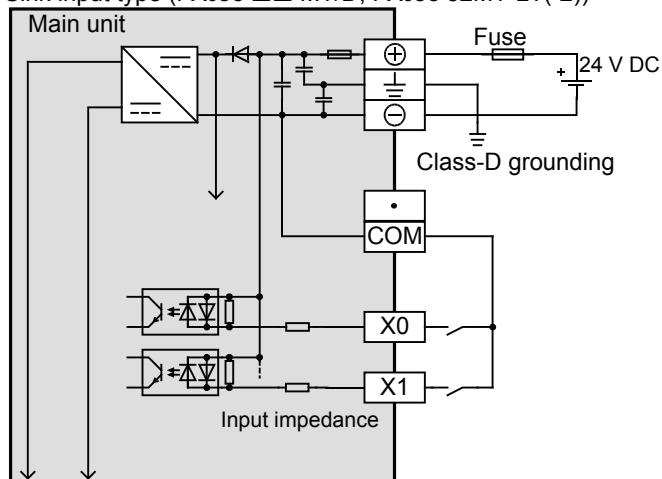 Main unit
Fuse
+
24 V DC
Class-D grounding
COM
X0
X1
Input impedance